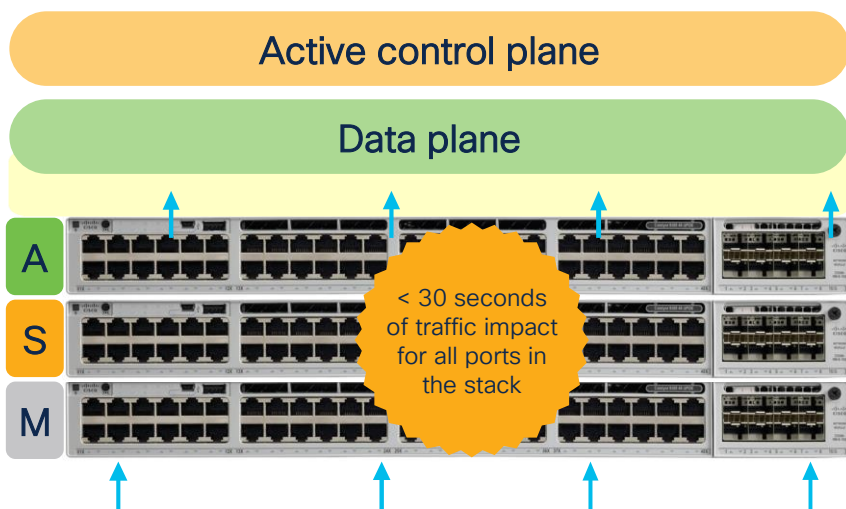 Active control plane
Data plane
A
S
M
< 30 seconds
of traffic impact
for all ports in
the stack